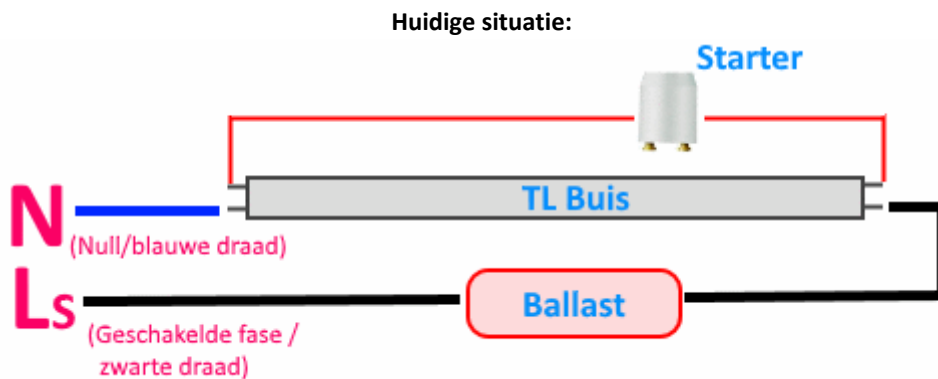 Huidige situatie:
Starter
TL Buis
N
(Null/blauwe draad)
Ls
Ballast
(Geschakelde fase /
zwarte draad)